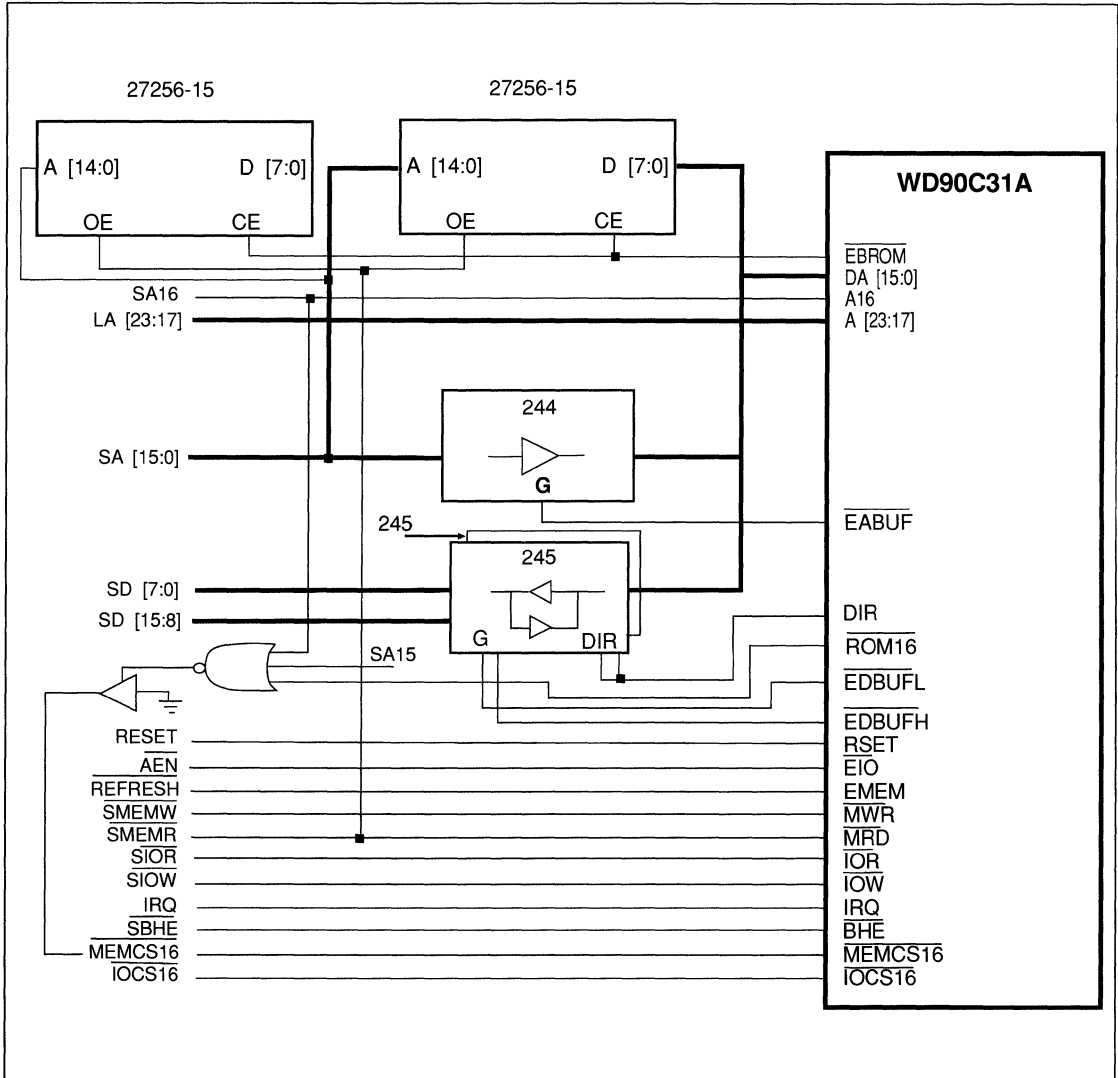 27256-15
27256-15
A [14:0]
D [7:0]
OE
CE
A [14:0]
D [7:0]
OE
CE
WD90C31A
EBROM
DA [15:0]
A16
A [23:17]
SA16
LA [23:17]
244
G
SA [15:0]
EABUF
245
245
SD [7:0]
SD [15:8]
G
DIR
DIR
ROM16
SA15
EDBUFL
EDBUFH
RESET
RSET
AEN
EIO
REFRESH
EMEM
SMEMW
MWR
SMEMR
MRD
SIOR
IOR
SIOW
IOW
IRQ
IRQ
SBHE
BHE
MEMCS16
MEMCS16
IOCS16
IOCS16